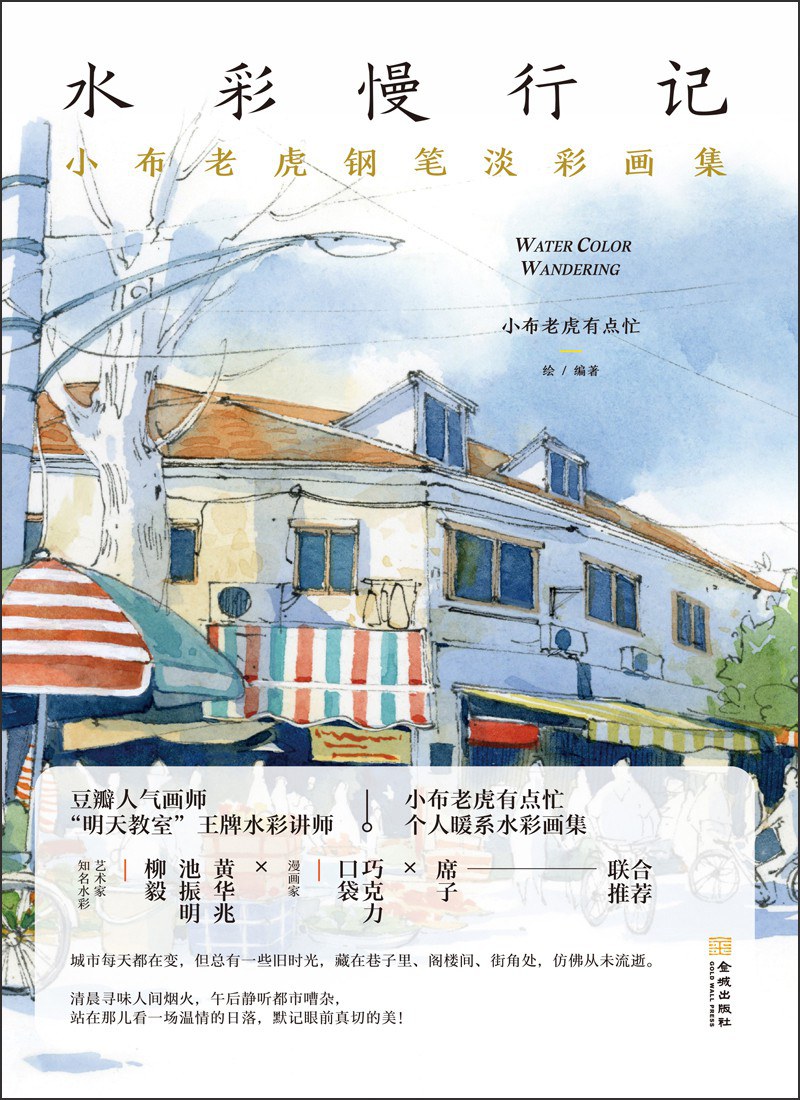 水彩慢行记
小布老虎钢笔淡彩画集
WATER COLOR
WANDERING
小布老虎有点忙
绘 / 编著
豆瓣人气画师
“明天教室”王牌水彩讲师
小布老虎有点忙
个人暖系水彩画集
知名水彩
艺术家
柳毅
池振明
黄华兆
×
漫画家
口袋
巧克力
×
席子
联合
推荐
城市每天都在变，但总有一些旧时光，藏在巷子里、阁楼间、街角处，仿佛从未流逝。
清晨寻味人间烟火，午后静听都市嘈杂，
站在那儿看一场温情的日落，默记眼前真切的美！
金城出版社
GOLD WALL PRESS